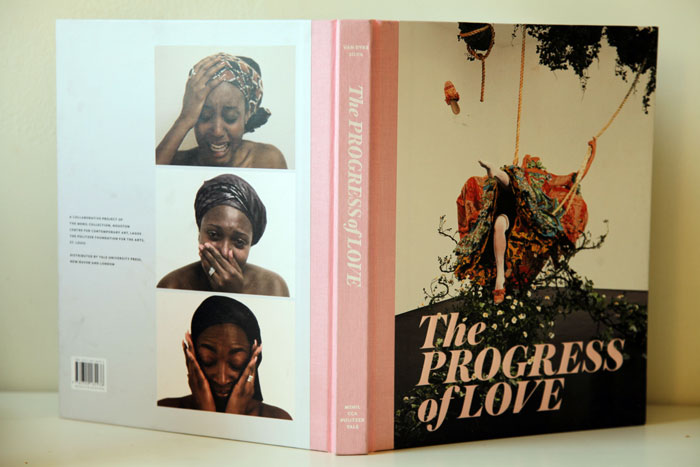 A COLLABORATIVE PROJECT OF
THE MENIL COLLECTION, HOUSTON
CENTRE FOR CONTEMPORARY ART, LAGOS
THE PULITZER FOUNDATION FOR THE ARTS,
ST. LOUIS
DISTRIBUTED BY YALE UNIVERSITY PRESS,
NEW HAVEN AND LONDON
VAN DYKE
The PROGRESS of LOVE
MENIL
CCA
PULITZER
YALE
The
PROGRESS
of LOVE